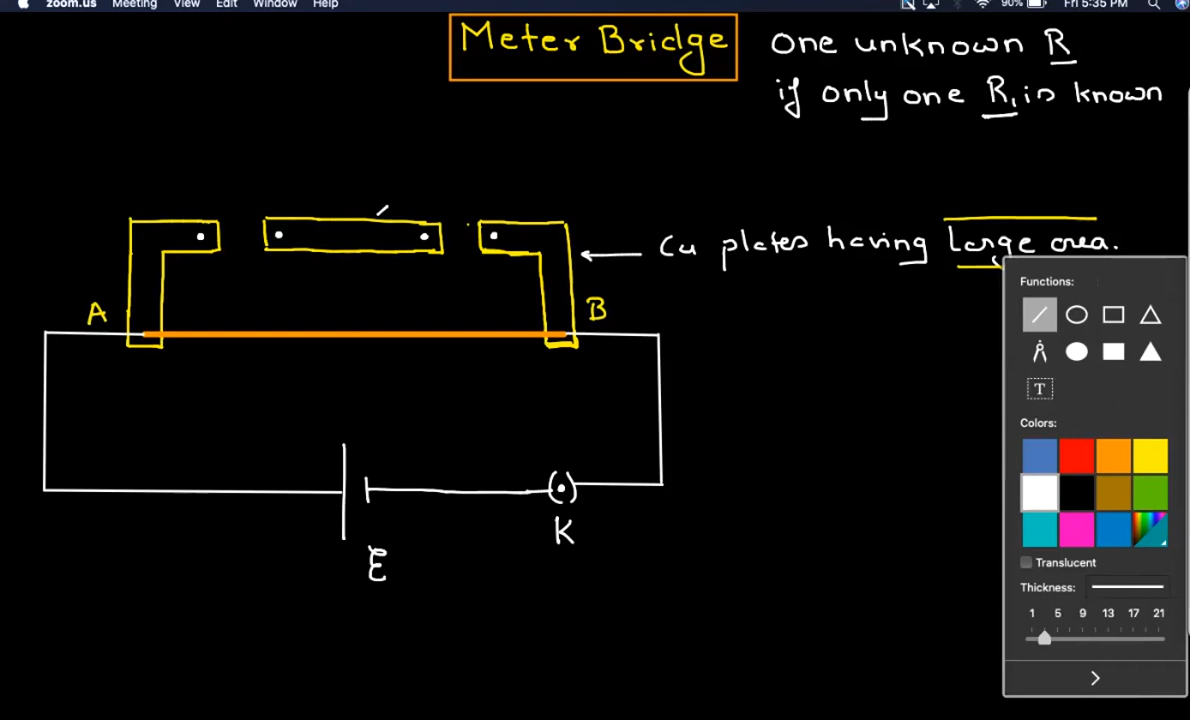 zoom.us Meeting View Edit Window Help 90% Fri 5:35 PM
Meter Bridge
One unknown R
if only one R₁ is known
Cu plates having large area.
A
B
K
E
Functions:
T
Colors:
Translucent
Thickness:
1 5 9 13 17 21